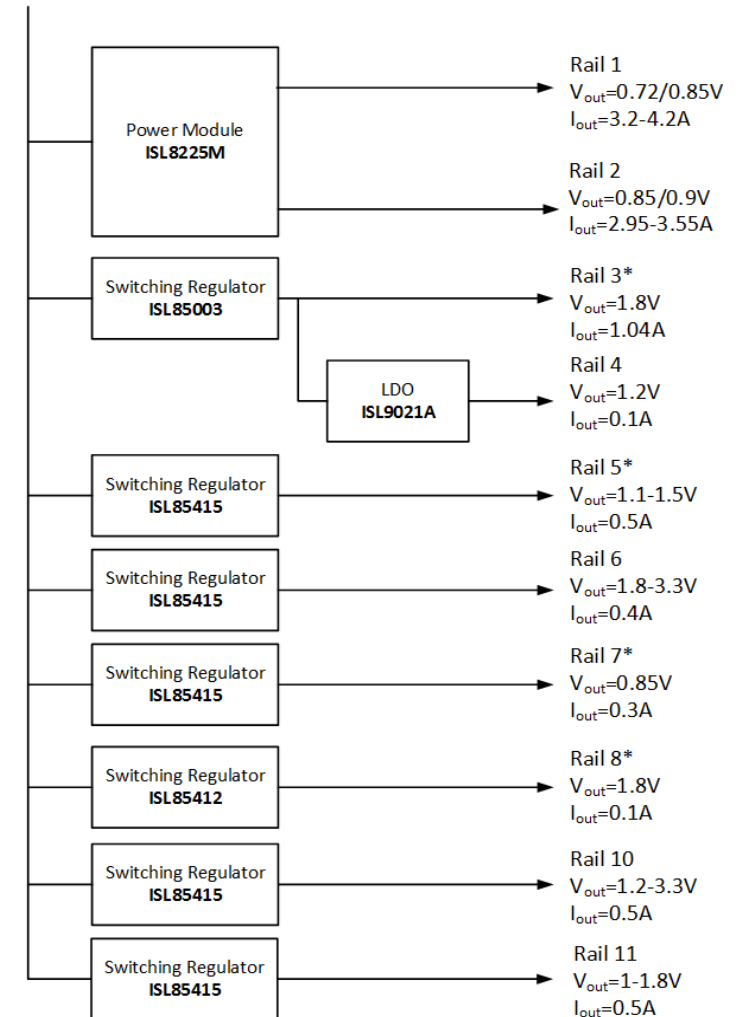 Power Module
ISL8225M
Rail 1
Vout=0.72/0.85V
Iout=3.2-4.2A
Rail 2
Vout=0.85/0.9V
Iout=2.95-3.55A
Switching Regulator
ISL85003
Rail 3*
Vout=1.8V
Iout=1.04A
LDO
ISL9021A
Rail 4
Vout=1.2V
Iout=0.1A
Switching Regulator
ISL85415
Rail 5*
Vout=1.1-1.5V
Iout=0.5A
Switching Regulator
ISL85415
Rail 6
Vout=1.8-3.3V
Iout=0.4A
Switching Regulator
ISL85415
Rail 7*
Vout=0.85V
Iout=0.3A
Switching Regulator
ISL85412
Rail 8*
Vout=1.8V
Iout=0.1A
Switching Regulator
ISL85415
Rail 10
Vout=1.2-3.3V
Iout=0.5A
Switching Regulator
ISL85415
Rail 11
Vout=1-1.8V
Iout=0.5A